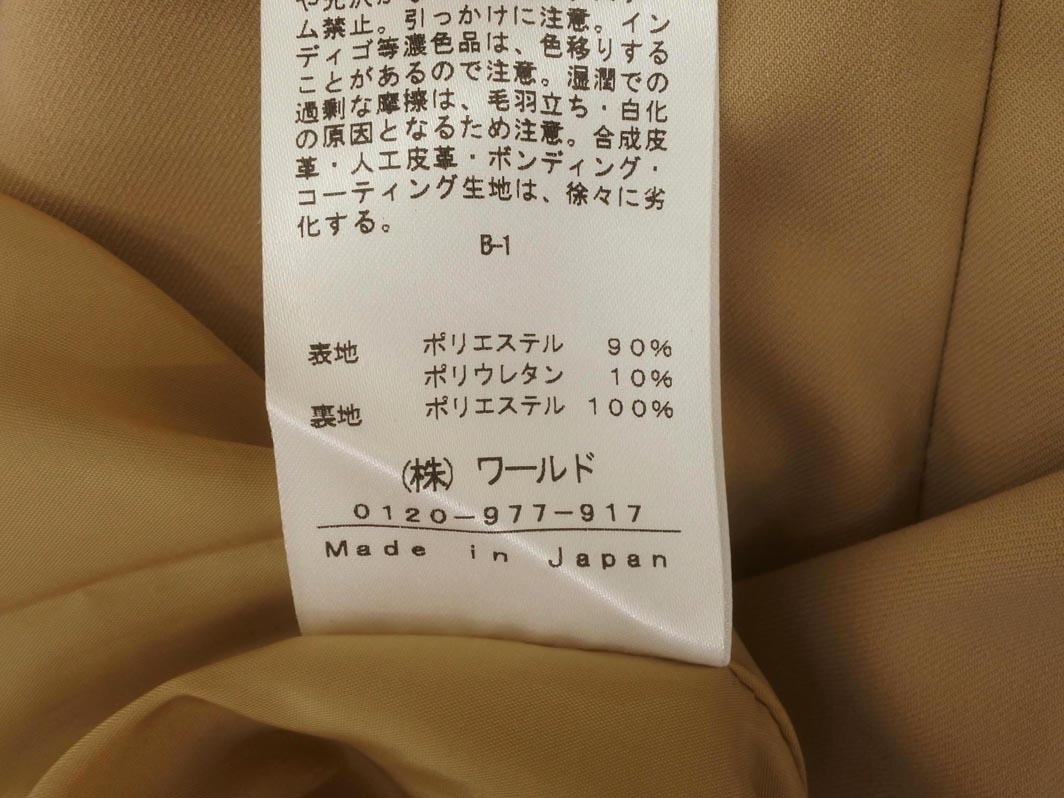 ム禁止。引っかけに注意。イン
ディゴ等濃色品は、色移りする
ことがあるので注意。湿潤での
過剰な摩擦は、毛羽立ち・白化
の原因となるため注意。合成皮
革・人工皮革・ボンディング・
コーティング生地は、徐々に劣
化する。
B-1
表地 ポリエステル 90%
ポリウレタン 10%
裏地 ポリエステル 100%
(株) ワールド
0120-977-917
Made in Japan